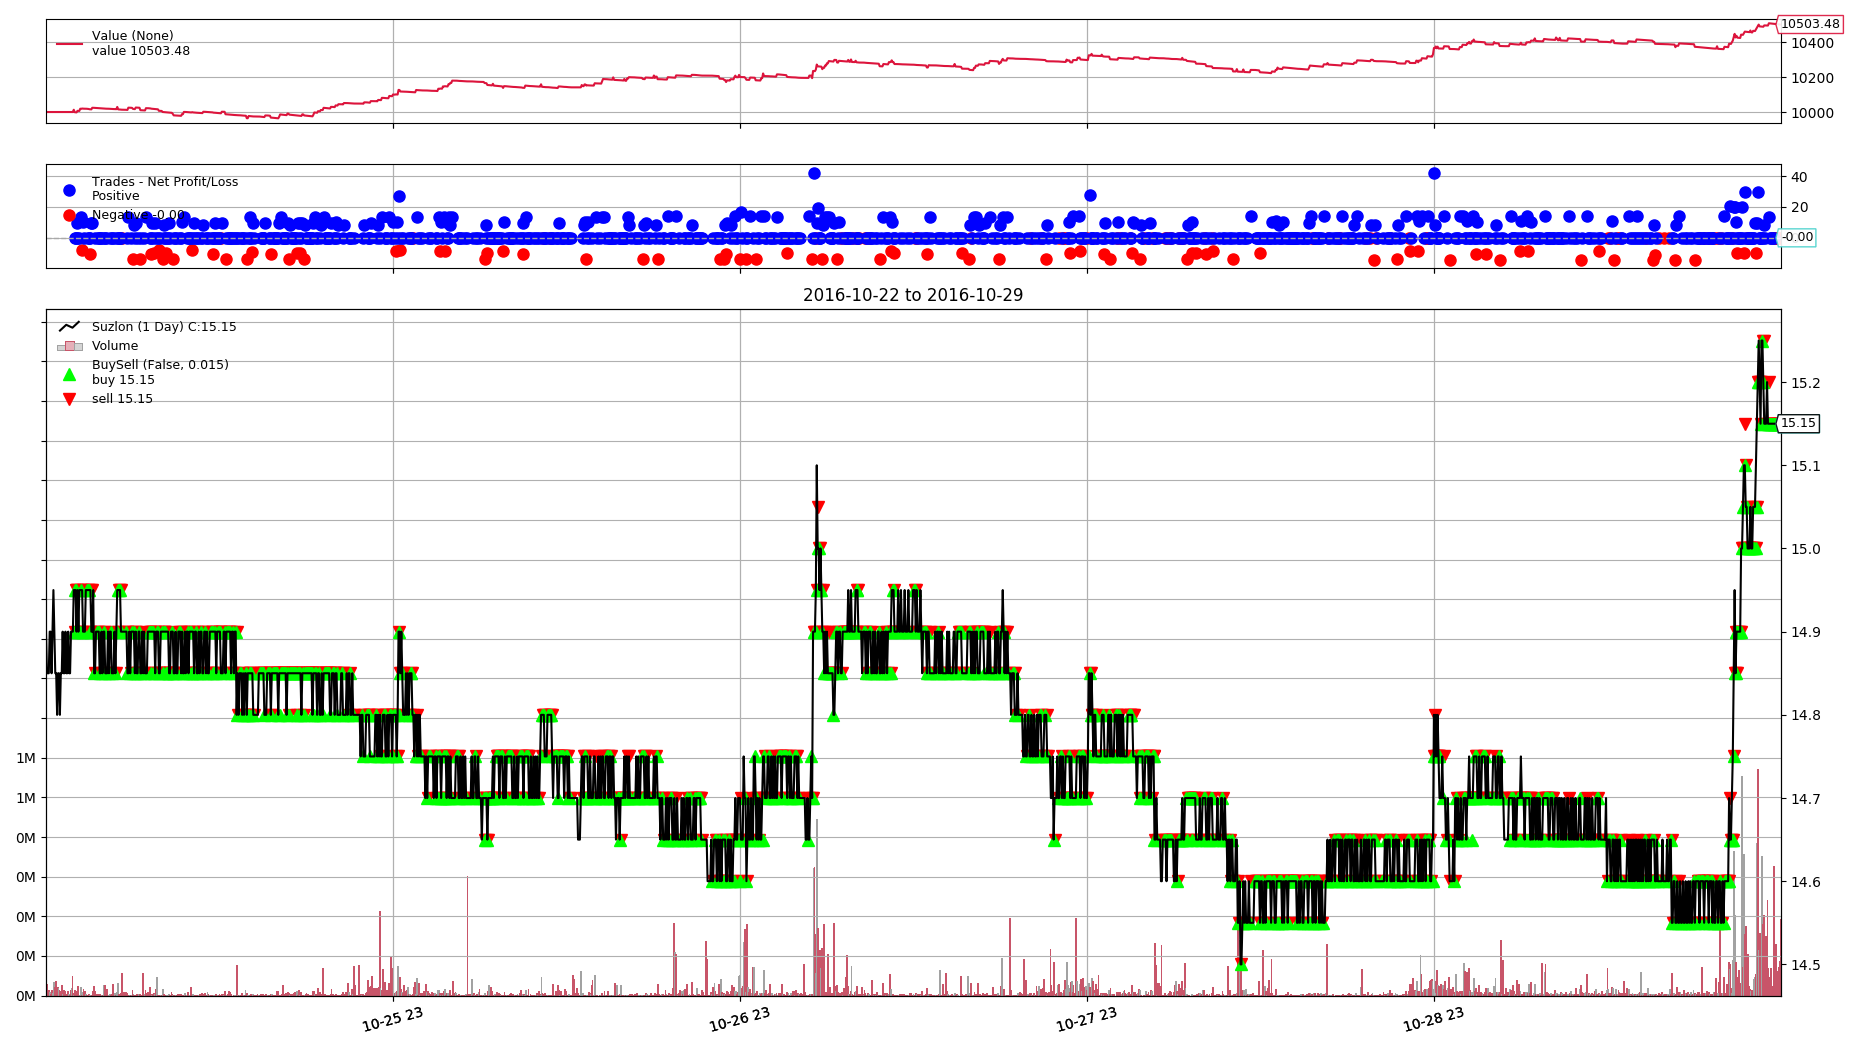 Value (None)
value 10503.48
10503.48
10400
10200
10000
Trades - Net Profit/Loss
Positive
Negative -0.00
40
20
-0.00
2016-10-22 to 2016-10-29
Suzlon (1 Day) C:15.15
Volume
BuySell (False, 0.015)
buy 15.15
sell 15.15
15.2
15.15
15.1
15.0
14.9
14.8
14.7
14.6
14.5
1M
1M
0M
0M
0M
0M
0M
10-25 23
10-26 23
10-27 23
10-28 23